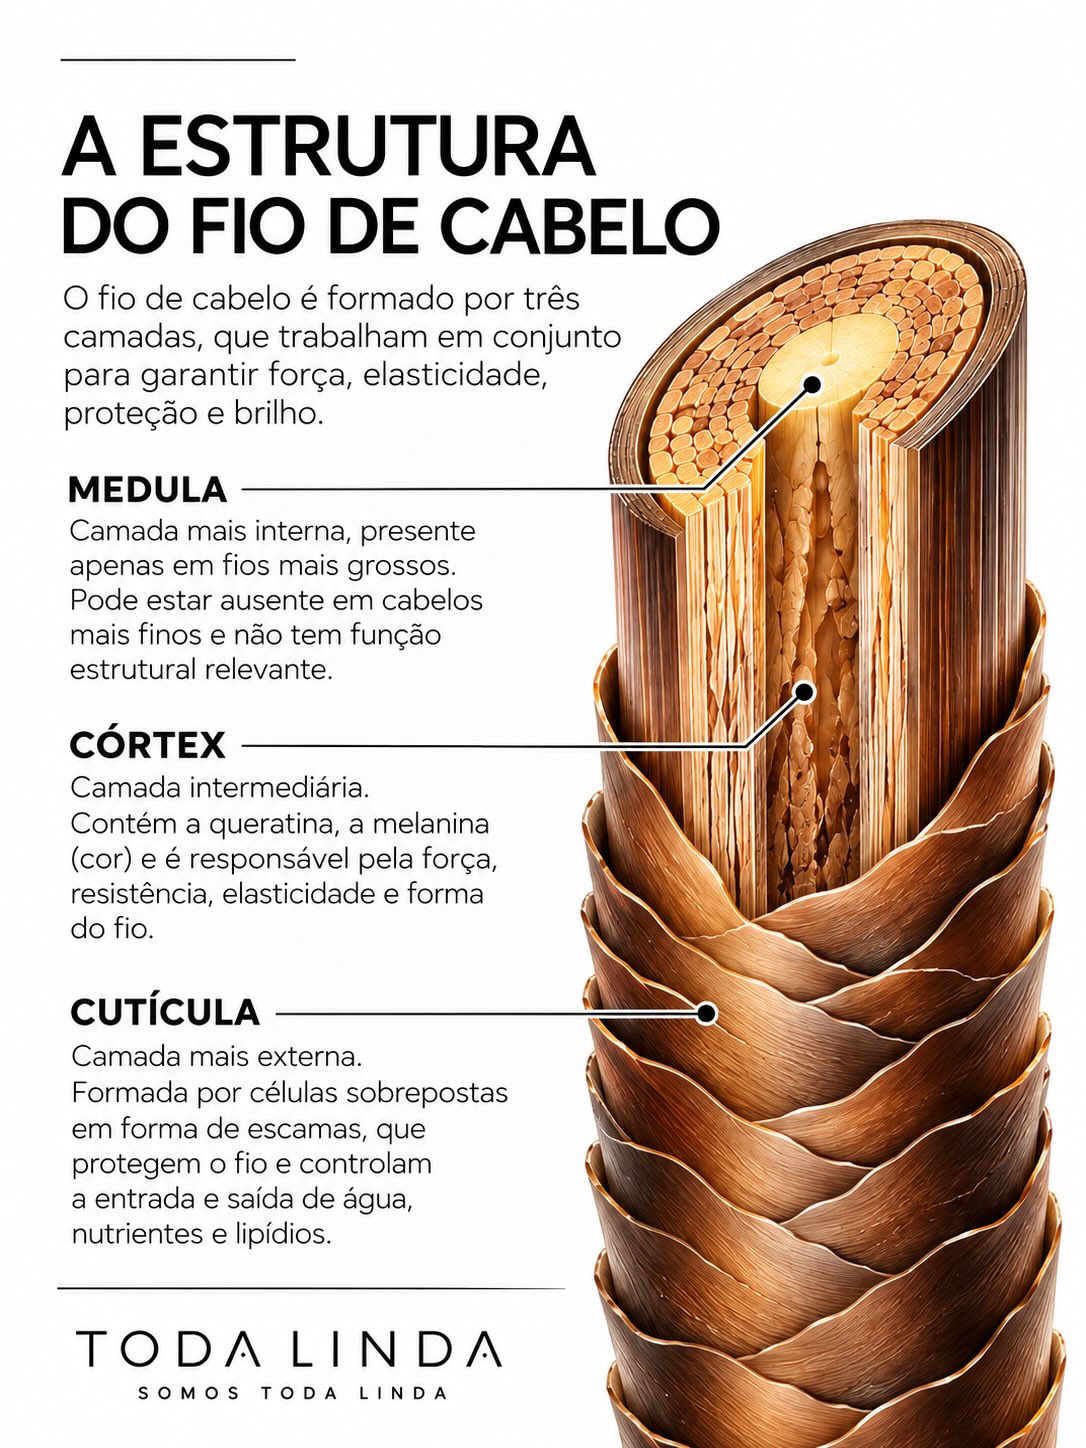 A ESTRUTURA
DO FIO DE CABELO
O fio de cabelo é formado por três
camadas, que trabalham em conjunto
para garantir força, elasticidade,
proteção e brilho.
MEDULA
Camada mais interna, presente
apenas em fios mais grossos.
Pode estar ausente em cabelos
mais finos e não tem função
estrutural relevante.
CÓRTEX
Camada intermediária.
Contém a queratina, a melanina
(cor) e é responsável pela força,
resistência, elasticidade e forma
do fio.
CUTÍCULA
Camada mais externa.
Formada por células sobrepostas
em forma de escamas, que
protegem o fio e controlam
a entrada e saída de água,
nutrientes e lipídios.
TODA LINDA
SOMOS TODA LINDA